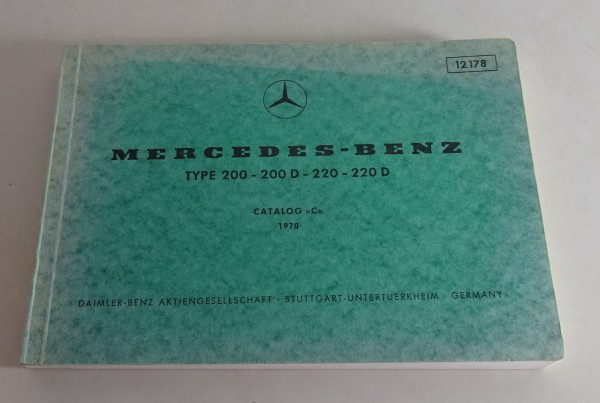 12178
MERCEDES-BENZ
TYPE 200 - 200 D - 220 - 220 D
CATALOG »C«
1970
DAIMLER-BENZ AKTIENGESELLSCHAFT · STUTTGART-UNTERTUERKHEIM · GERMANY